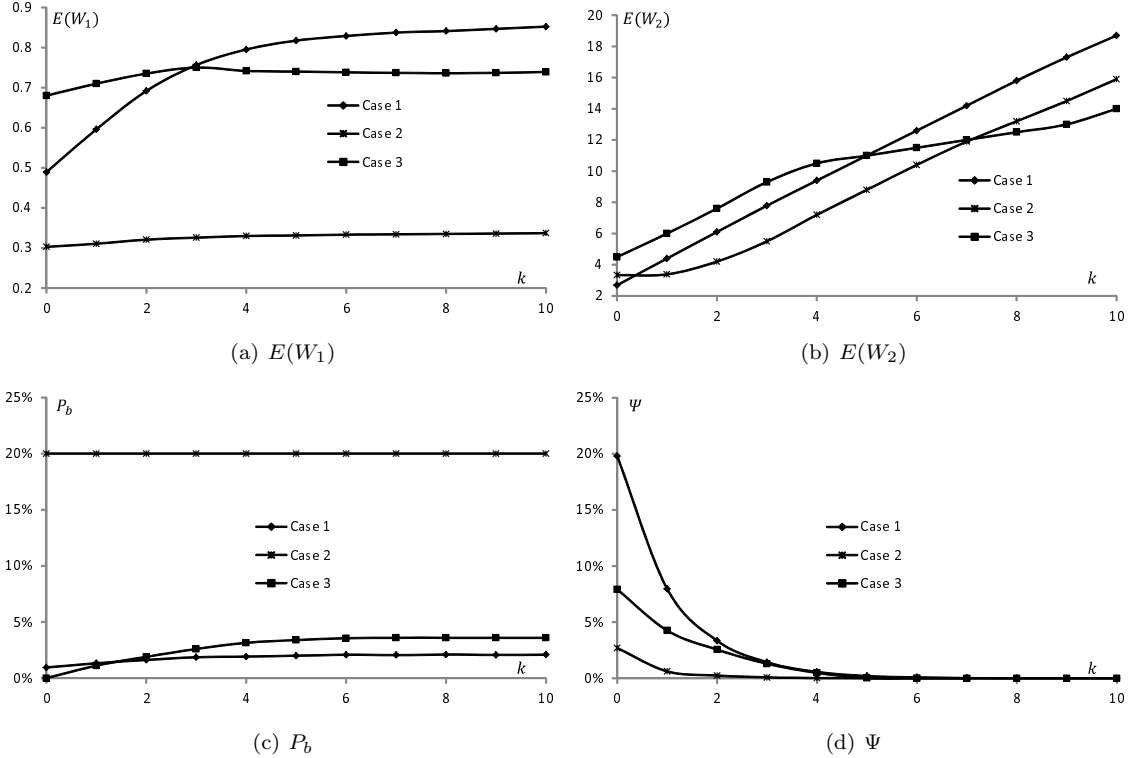 E(W₁)
0.9
0.8
0.7
0.6
0.5
0.4
0.3
0.2
Case 1
Case 2
Case 3
k
0 2 4 6 8 10
(a) E(W₁)
E(W₂)
20
18
16
14
12
10
8
6
4
2
Case 1
Case 2
Case 3
k
0 2 4 6 8 10
(b) E(W₂)
P_b
25%
20%
15%
10%
5%
0%
Case 1
Case 2
Case 3
k
0 2 4 6 8 10
(c) P_b
Ψ
25%
20%
15%
10%
5%
0%
Case 1
Case 2
Case 3
k
0 2 4 6 8 10
(d) Ψ